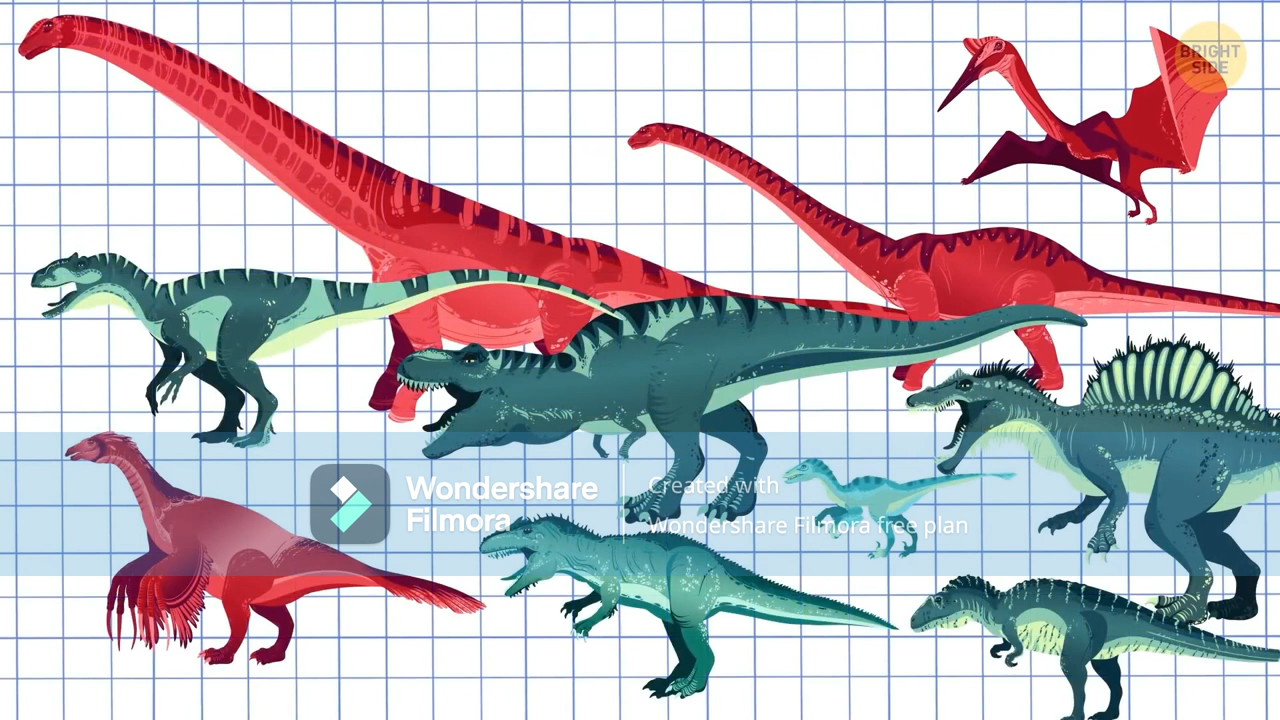 BRIGHT
SIDE
Wondershare
Filmora
Created with
Wondershare Filmora free plan